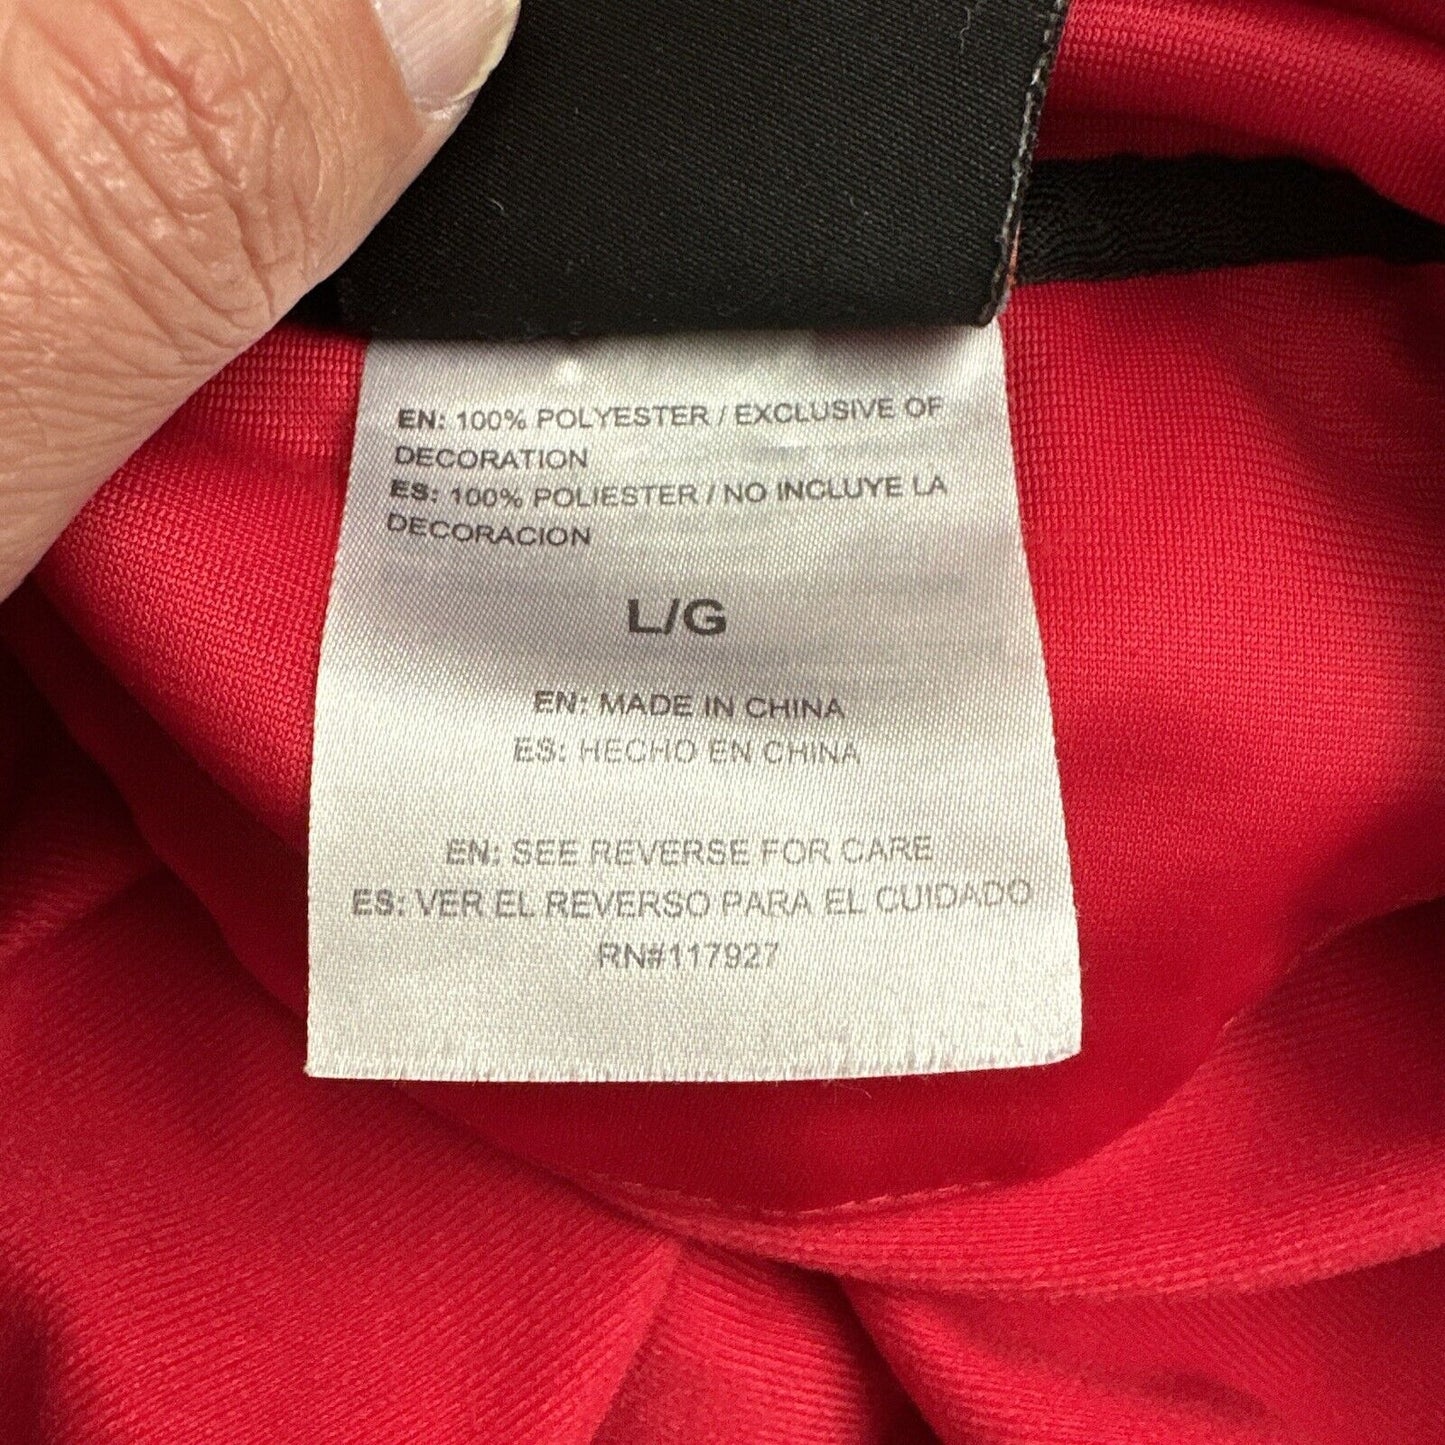 EN: 100% POLYESTER / EXCLUSIVE OF
DECORATION
ES: 100% POLIESTER / NO INCLUYE LA
DECORACION
L/G
EN: MADE IN CHINA
ES: HECHO EN CHINA
EN: SEE REVERSE FOR CARE
ES: VER EL REVERSO PARA EL CUIDADO
RN#117927